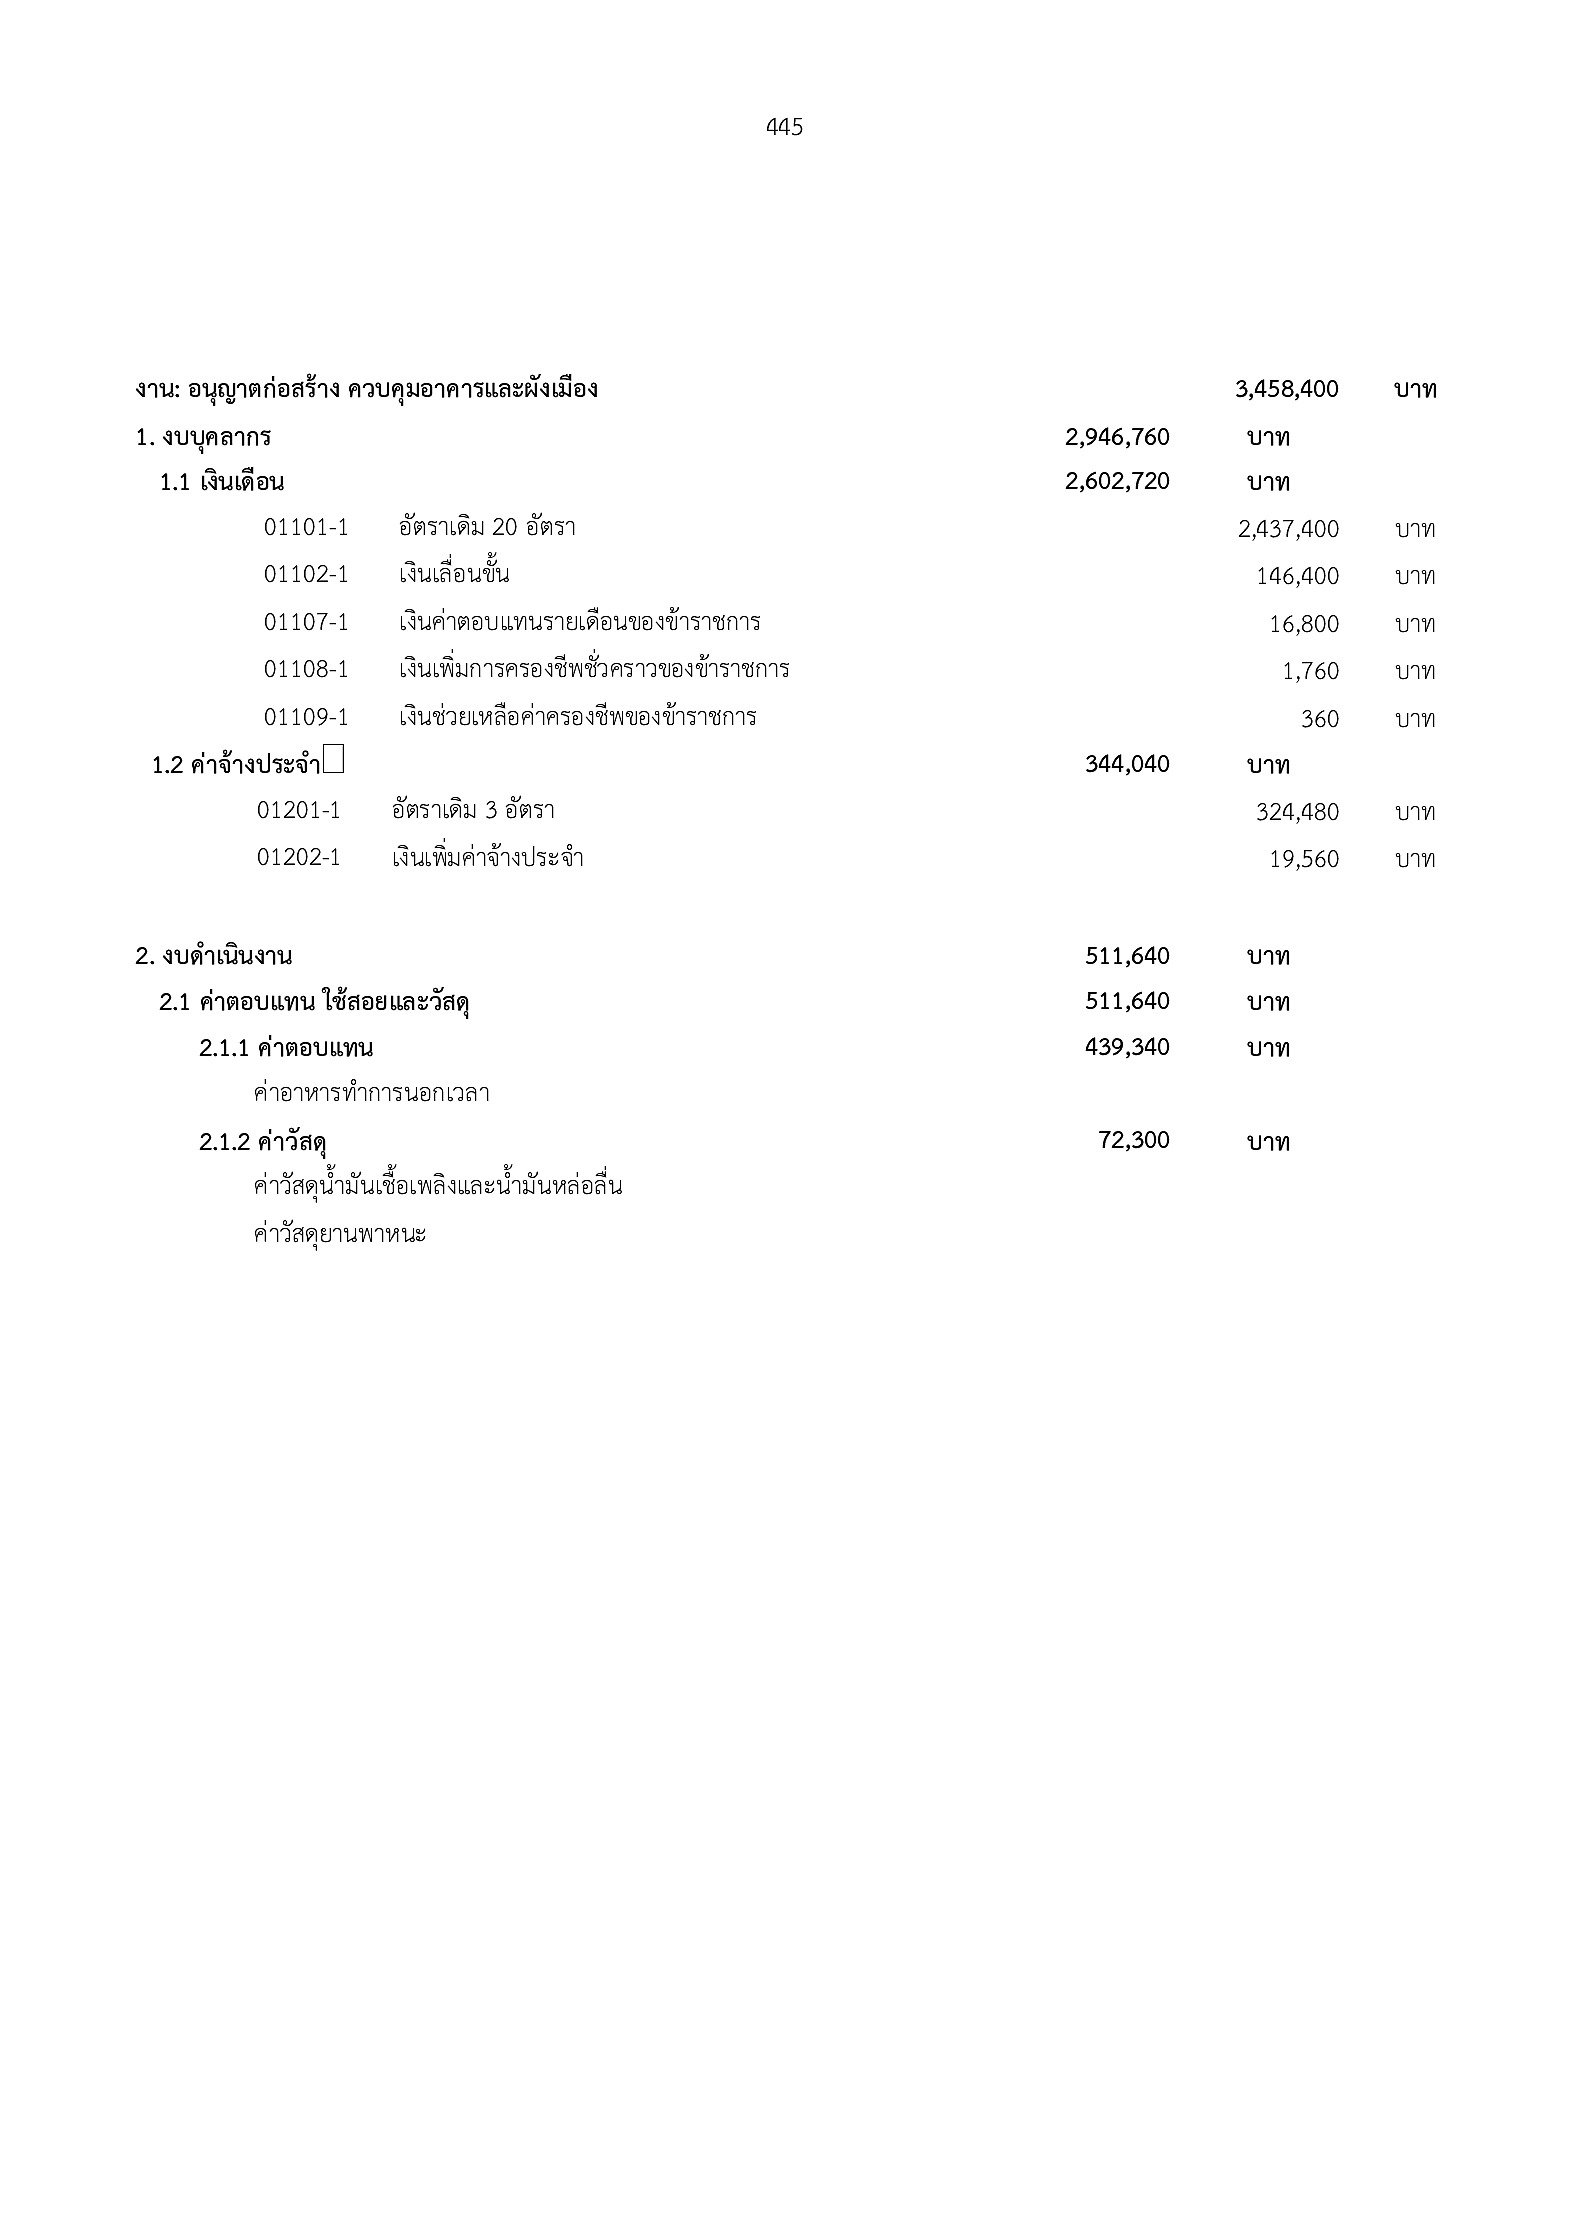 445
งาน: อนุญาตก่อสร้าง ควบคุมอาคารและผังเมือง 3,458,400 บาท
1. งบบุคลากร 2,946,760 บาท
1.1 เงินเดือน 2,602,720 บาท
01101-1 อัตราเดิม 20 อัตรา 2,437,400 บาท
01102-1 เงินเลื่อนขั้น 146,400 บาท
01107-1 เงินค่าตอบแทนรายเดือนของข้าราชการ 16,800 บาท
01108-1 เงินเพิ่มการครองชีพชั่วคราวของข้าราชการ 1,760 บาท
01109-1 เงินช่วยเหลือค่าครองชีพของข้าราชการ 360 บาท
1.2 ค่าจ้างประจำ 344,040 บาท
01201-1 อัตราเดิม 3 อัตรา 324,480 บาท
01202-1 เงินเพิ่มค่าจ้างประจำ 19,560 บาท
2. งบดำเนินงาน 511,640 บาท
2.1 ค่าตอบแทน ใช้สอยและวัสดุ 511,640 บาท
2.1.1 ค่าตอบแทน 439,340 บาท
ค่าอาหารทำการนอกเวลา
2.1.2 ค่าวัสดุ 72,300 บาท
ค่าวัสดุน้ำมันเชื้อเพลิงและน้ำมันหล่อลื่น
ค่าวัสดุยานพาหนะ